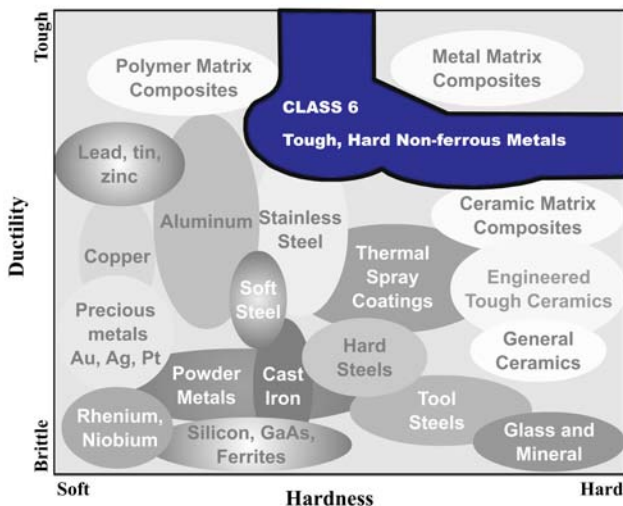 Tough
Polymer Matrix
Composites
Metal Matrix
Composites
CLASS 6
Tough, Hard Non-ferrous Metals
Lead, tin,
zinc
Aluminum
Stainless
Steel
Ceramic Matrix
Composites
Ductility
Copper
Thermal
Spray
Coatings
Engineered
Tough Ceramics
Soft
Steel
Precious
metals
Au, Ag, Pt
Hard
Steels
General
Ceramics
Powder
Metals
Cast
Iron
Tool
Steels
Rhenium,
Niobium
Silicon, GaAs,
Ferrites
Glass and
Mineral
Brittle
Soft
Hardness
Hard